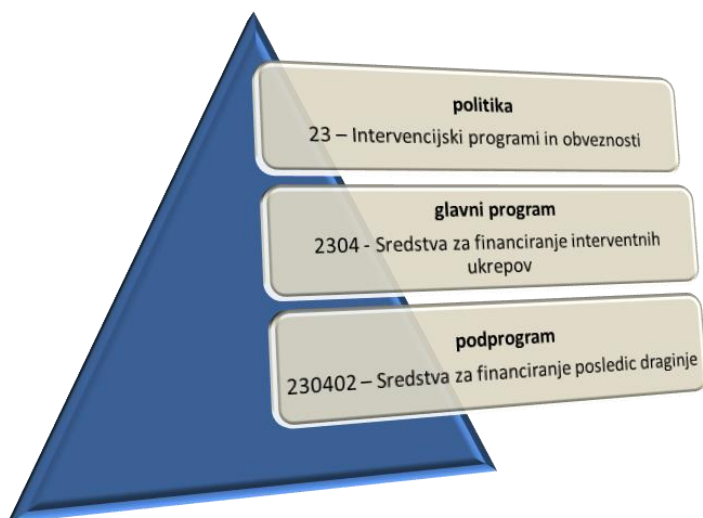 politika
23 – Intervencijski programi in obveznosti
glavni program
2304 - Sredstva za financiranje interventnih
ukrepov
podprogram
230402 – Sredstva za financiranje posledic draginje